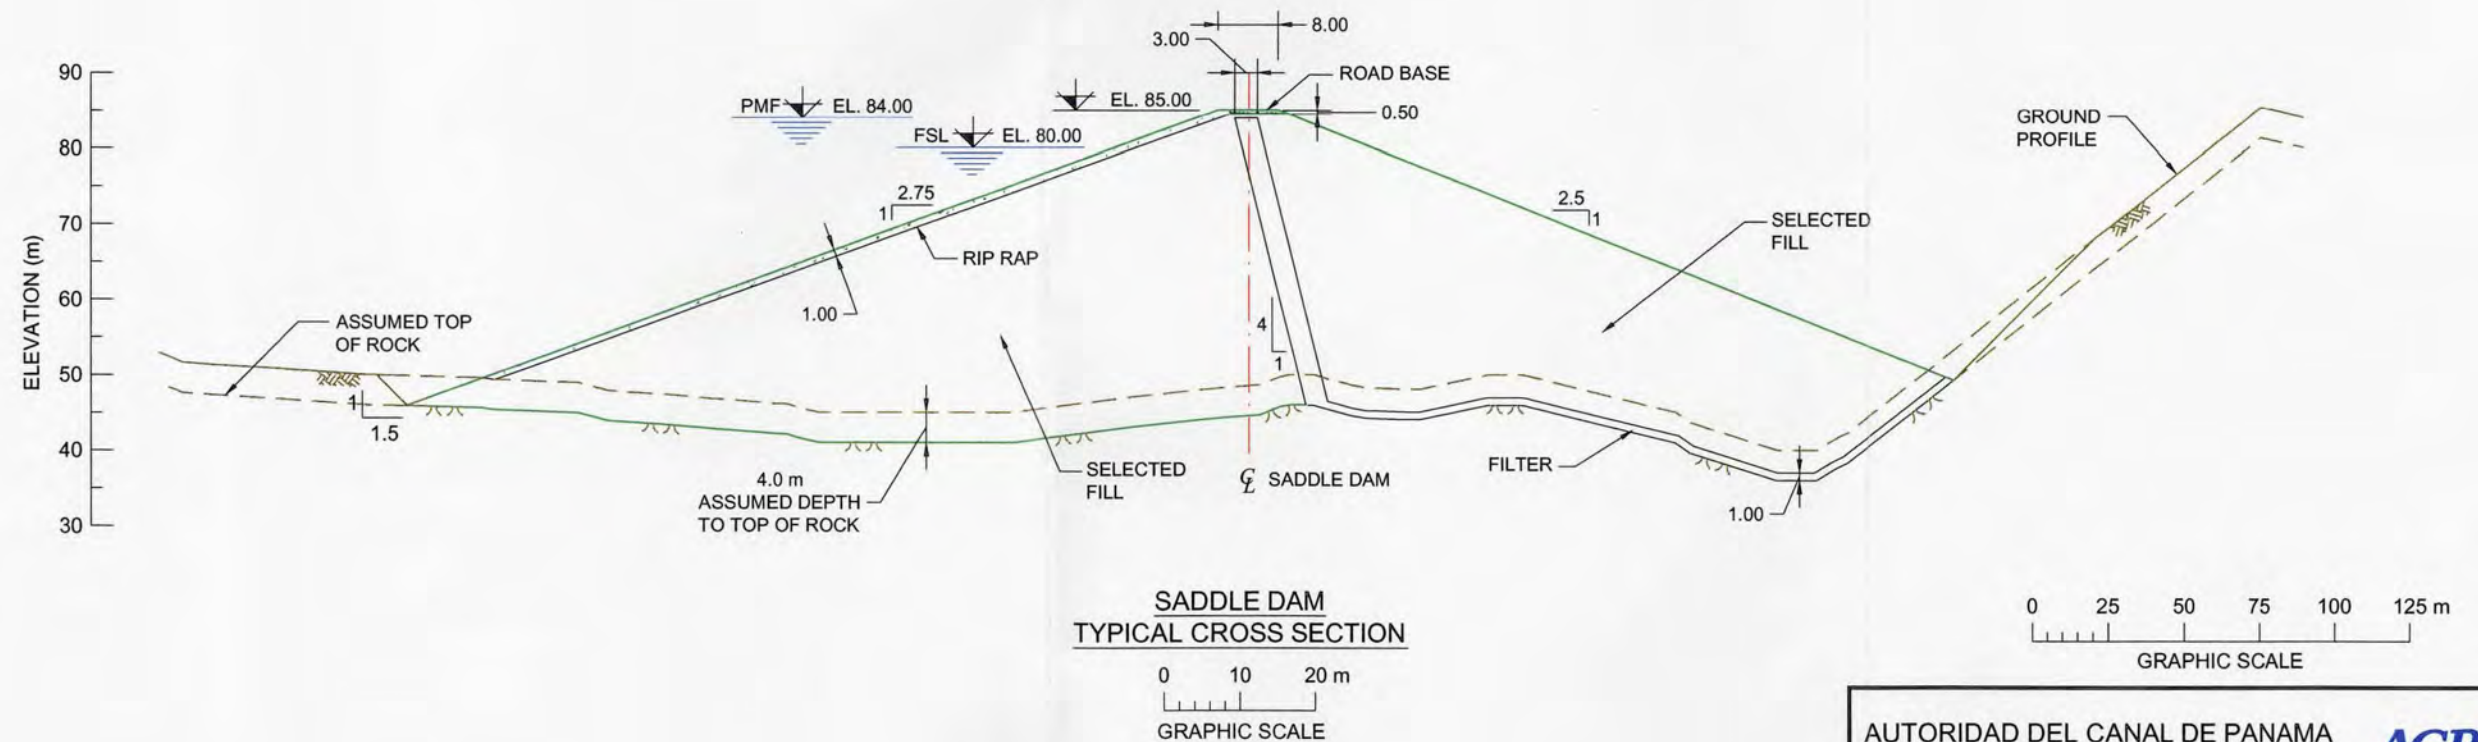 8.00
3.00
90
80
70
60
50
40
30
ELEVATION (m)
ROAD BASE
PMF EL. 84.00
EL. 85.00
0.50
FSL EL. 80.00
GROUND
PROFILE
2.75
1
2.5
1
SELECTED
FILL
RIP RAP
1.00
ASSUMED TOP
OF ROCK
4
1
1
1.5
4.0 m
ASSUMED DEPTH
TO TOP OF ROCK
SELECTED
FILL
℄ SADDLE DAM
FILTER
1.00
SADDLE DAM
TYPICAL CROSS SECTION
0 10 20 m
GRAPHIC SCALE
0 25 50 75 100 125 m
GRAPHIC SCALE
AUTORIDAD DEL CANAL DE PANAMA
ACP